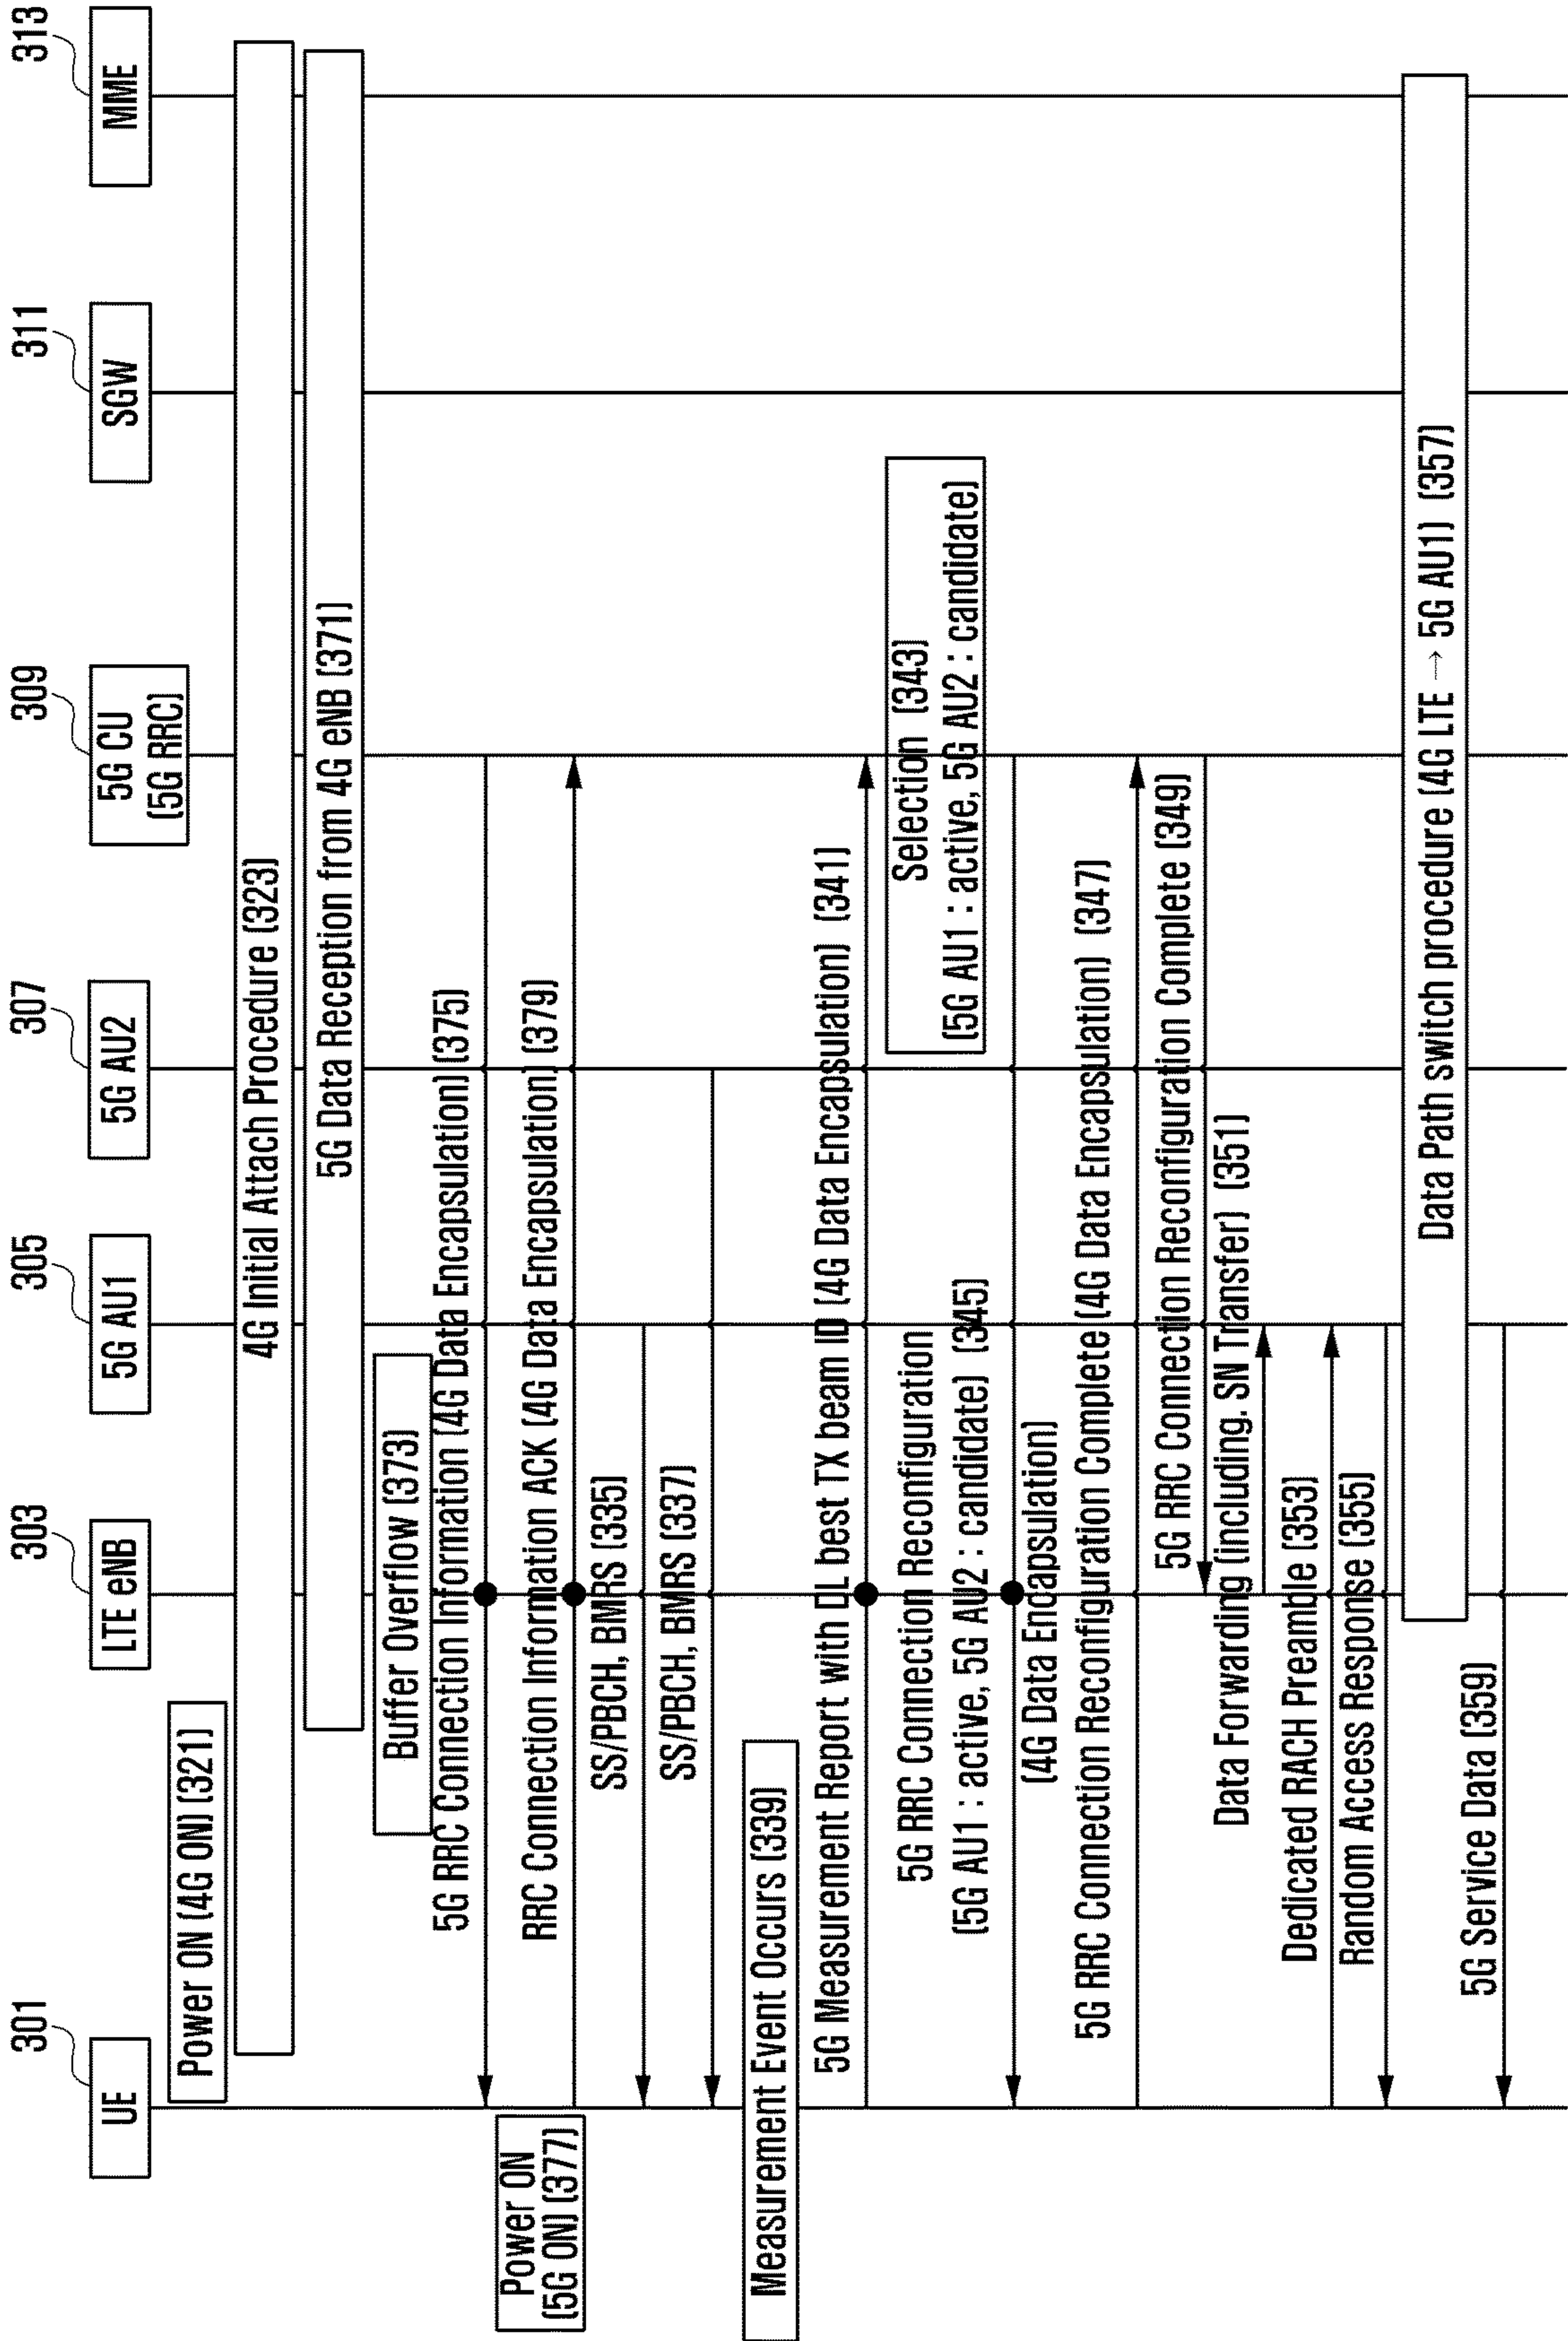 301
303
305
307
309
311
313
UE
LTE eNB
5G AU1
5G AU2
5G CU
(5G RRC)
SGW
MME
Power ON (4G ON) (321)
4G Initial Attach Procedure (323)
5G Data Reception from 4G eNB (371)
Buffer Overflow (373)
5G RRC Connection Information (4G Data Encapsulation) (375)
Power ON
(5G ON) (377)
RRC Connection Information ACK (4G Data Encapsulation) (379)
SS/PBCH, BMRS (335)
SS/PBCH, BMRS (337)
Measurement Event Occurs (339)
5G Measurement Report with DL best TX beam ID (4G Data Encapsulation) (341)
Selection (343)
(5G AU1 : active, 5G AU2 : candidate)
5G RRC Connection Reconfiguration
(5G AU1 : active, 5G AU2 : candidate) (345)
(4G Data Encapsulation)
5G RRC Connection Reconfiguration Complete (4G Data Encapsulation) (347)
5G RRC Connection Reconfiguration Complete (349)
Data Forwarding (including. SN Transfer) (351)
Dedicated RACH Preamble (353)
Random Access Response (355)
Data Path switch procedure (4G LTE → 5G AU1) (357)
5G Service Data (359)